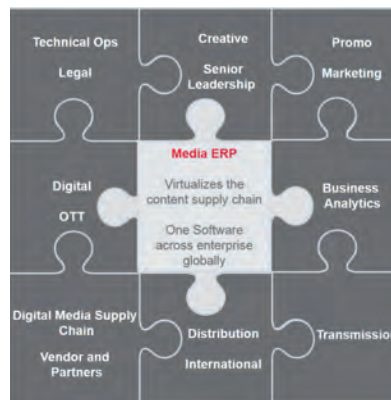 Technical Ops
Legal
Creative
Senior
Leadership
Promo
Marketing
Digital
OTT
Media ERP
Virtualizes the
content supply chain
One Software
across enterprise
globally
Business
Analytics
Digital Media Supply
Chain
Vendor and
Partners
Distribution
International
Transmission